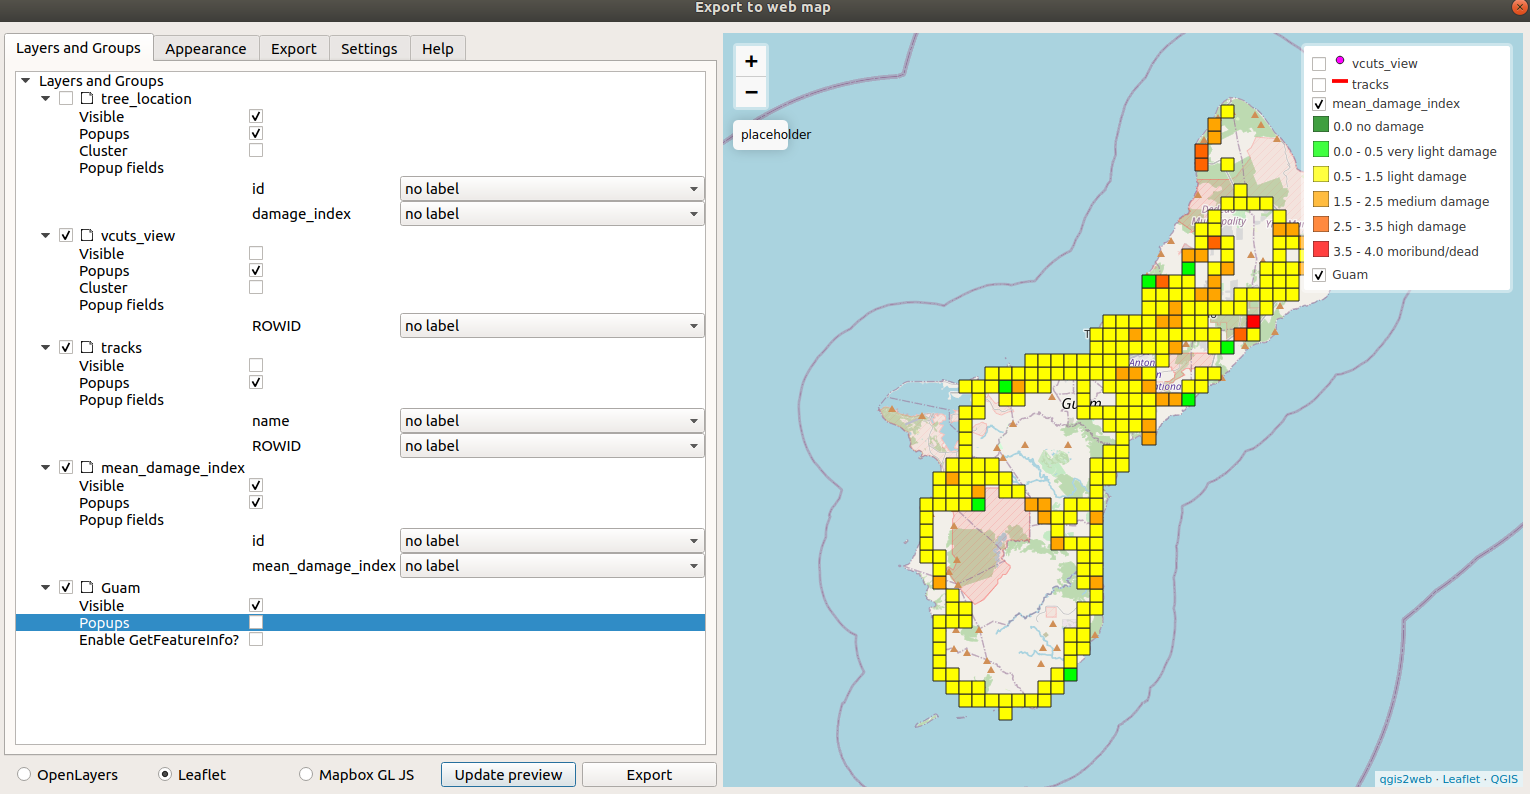 Export to web map
Layers and Groups
Appearance
Export
Settings
Help
Layers and Groups
tree_location
Visible
Popups
Cluster
Popup fields
id no label
damage_index no label
vcuts_view
Visible
Popups
Cluster
Popup fields
ROWID no label
tracks
Visible
Popups
Popup fields
name no label
ROWID no label
mean_damage_index
Visible
Popups
Popup fields
id no label
mean_damage_index no label
Guam
Visible
Popups
Enable GetFeatureInfo?
OpenLayers
Leaflet
Mapbox GL JS
Update preview
Export
+
−
placeholder
vcuts_view
tracks
mean_damage_index
0.0 no damage
0.0 - 0.5 very light damage
0.5 - 1.5 light damage
1.5 - 2.5 medium damage
2.5 - 3.5 high damage
3.5 - 4.0 moribund/dead
Guam
qgis2web · Leaflet · QGIS